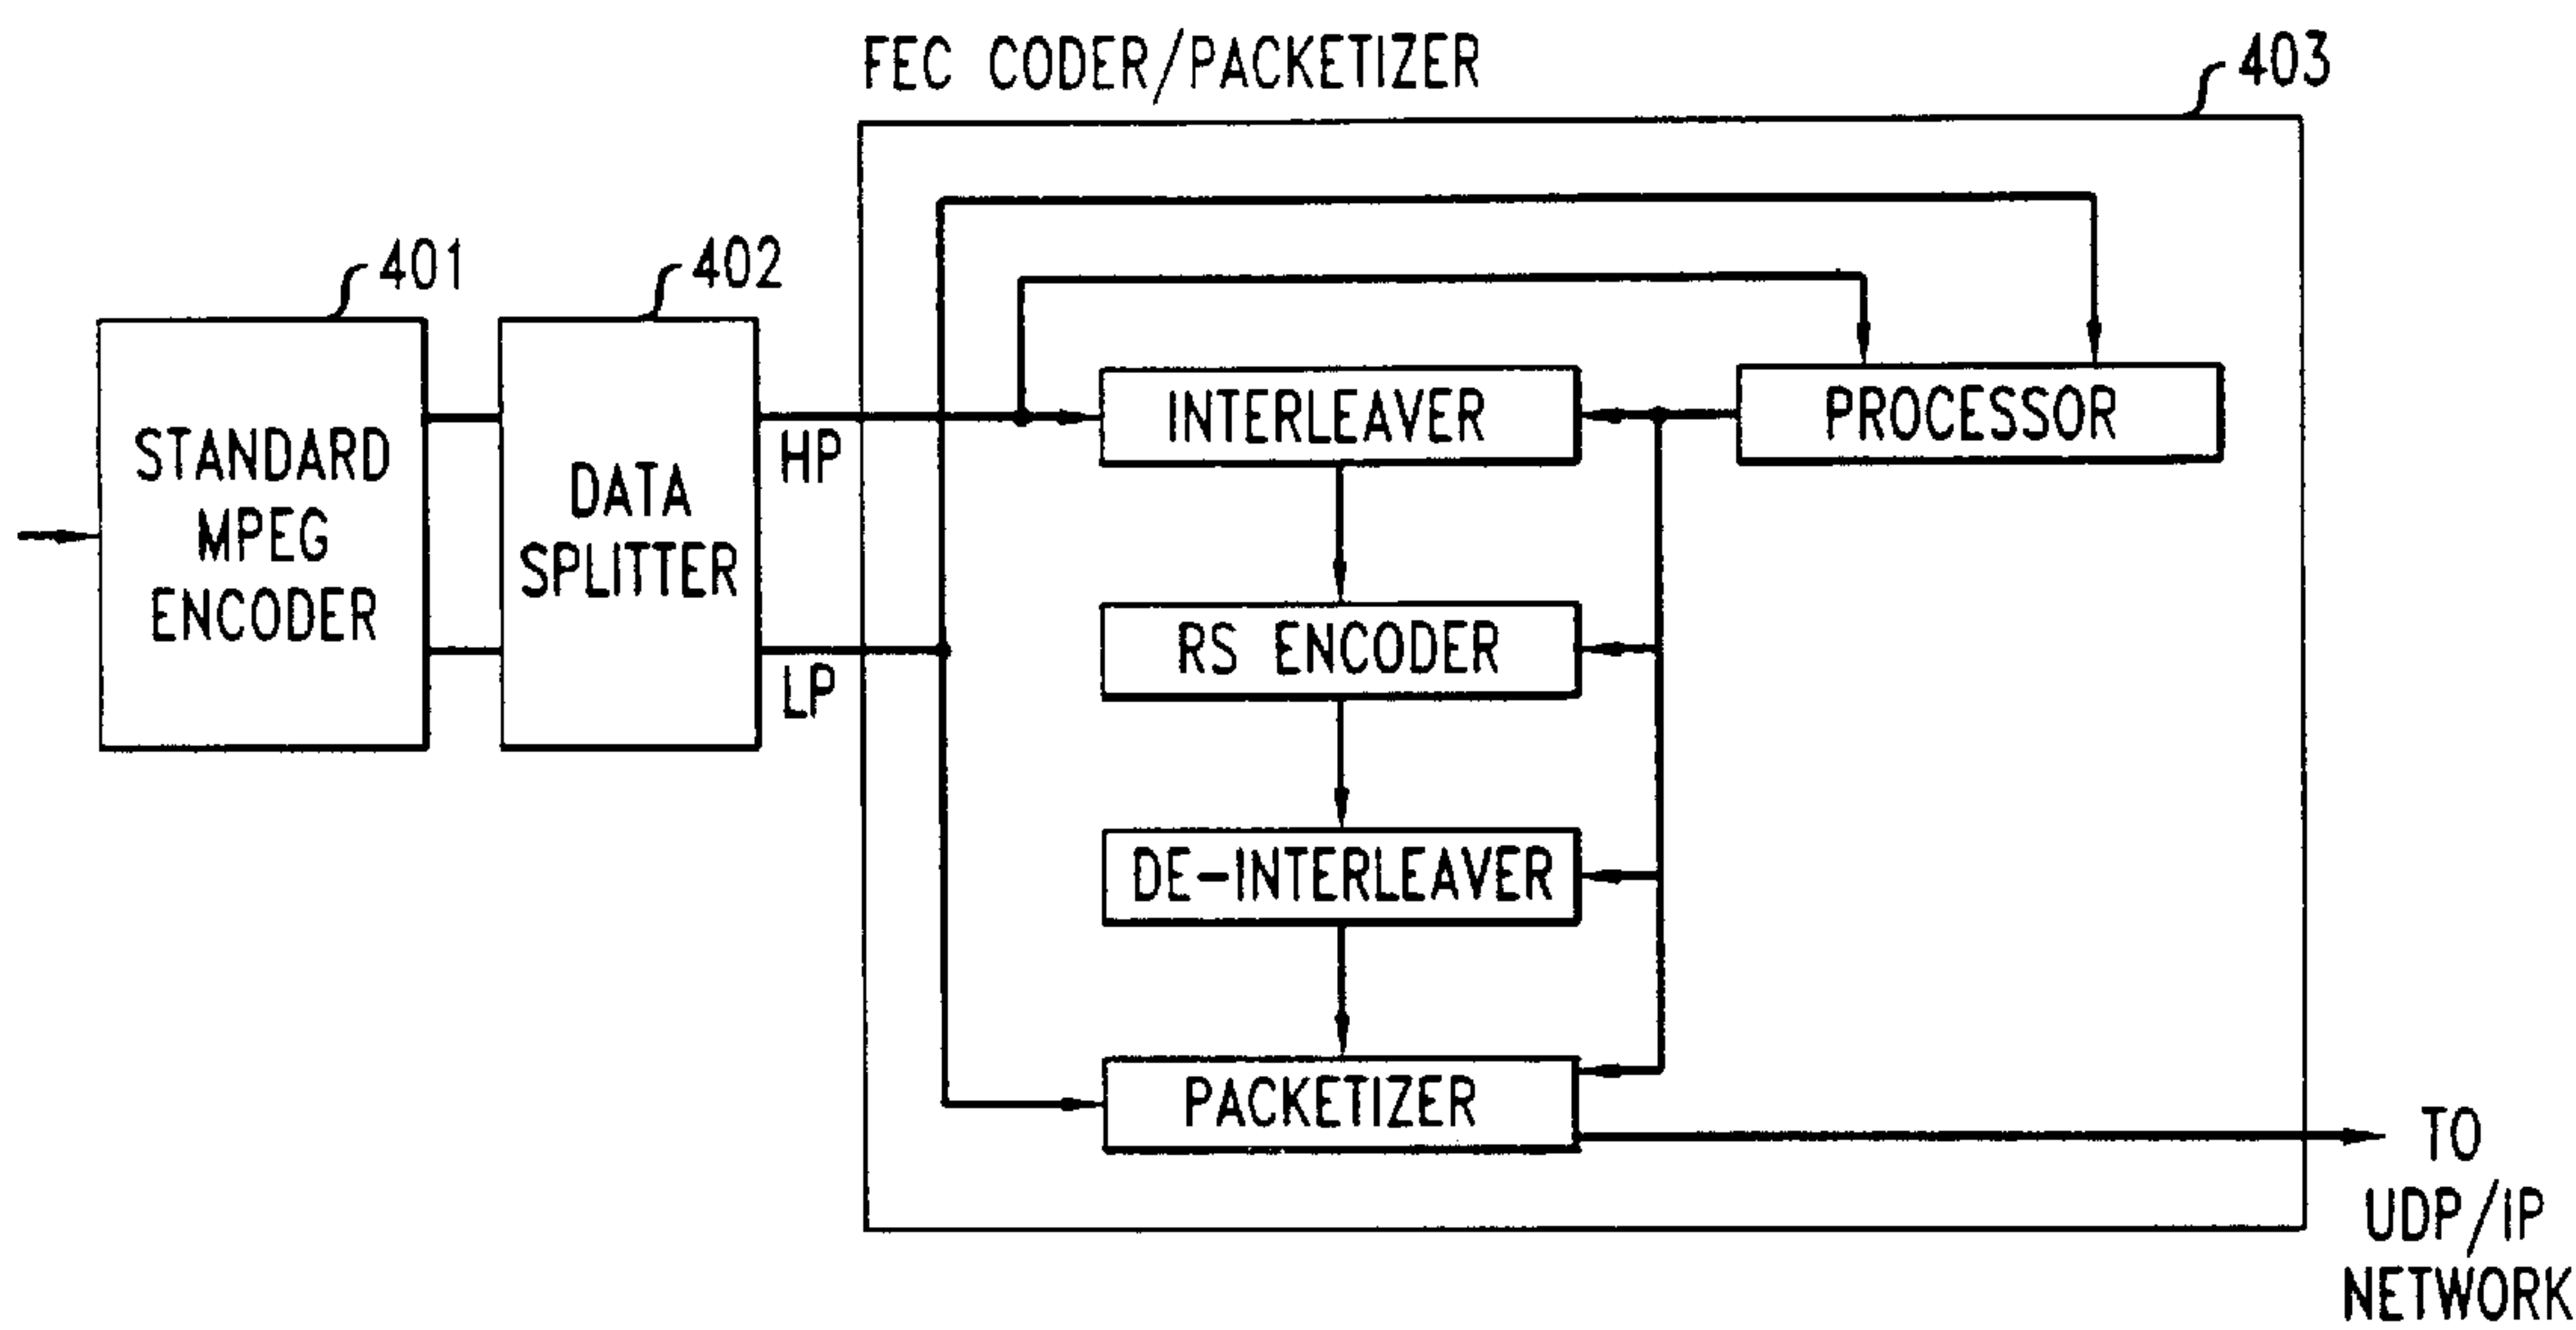 FEC CODER/PACKETIZER
403
401
402
STANDARD
MPEG
ENCODER
DATA
SPLITTER
HP
LP
INTERLEAVER
PROCESSOR
RS ENCODER
DE-INTERLEAVER
PACKETIZER
TO
UDP/IP
NETWORK